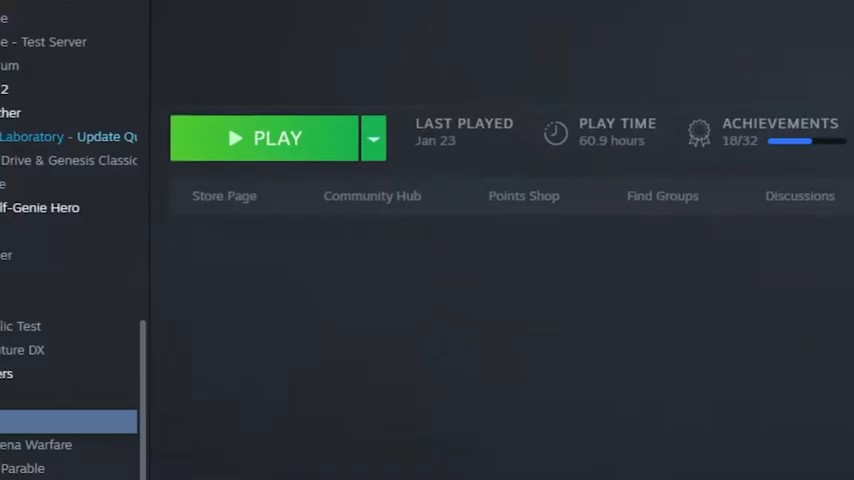 e
e - Test Server
um
2
her
Laboratory - Update Qu
Drive & Genesis Classic
e
lf-Genie Hero
er
lic Test
ture DX
ers
ena Warfare
Parable
PLAY
LAST PLAYED
Jan 23
PLAY TIME
60.9 hours
ACHIEVEMENTS
18/32
Store Page
Community Hub
Points Shop
Find Groups
Discussions